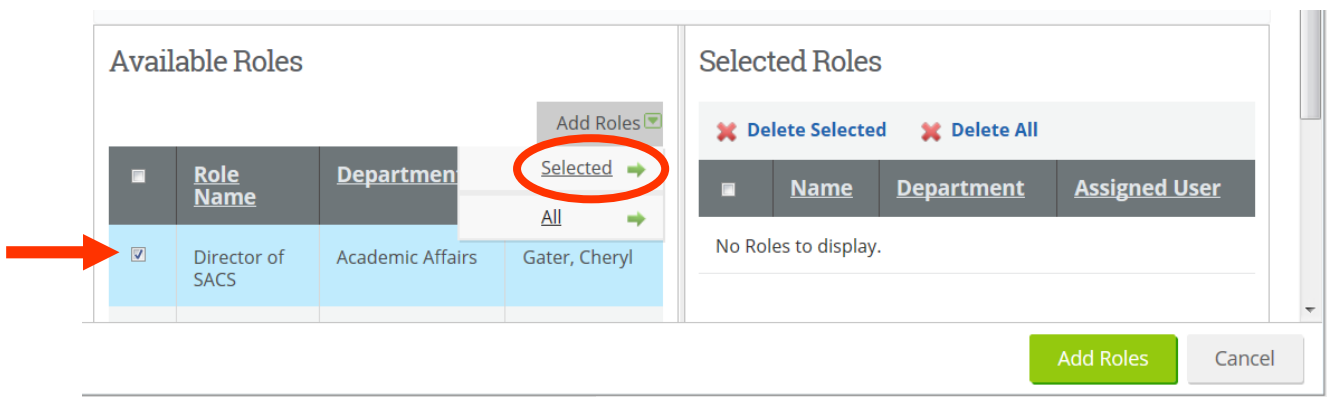 Available Roles
Add Roles
Selected
All
Role
Name
Departmen
Director of
SACS
Academic Affairs
Gater, Cheryl
Selected Roles
Delete Selected
Delete All
Name
Department
Assigned User
No Roles to display.
Add Roles
Cancel